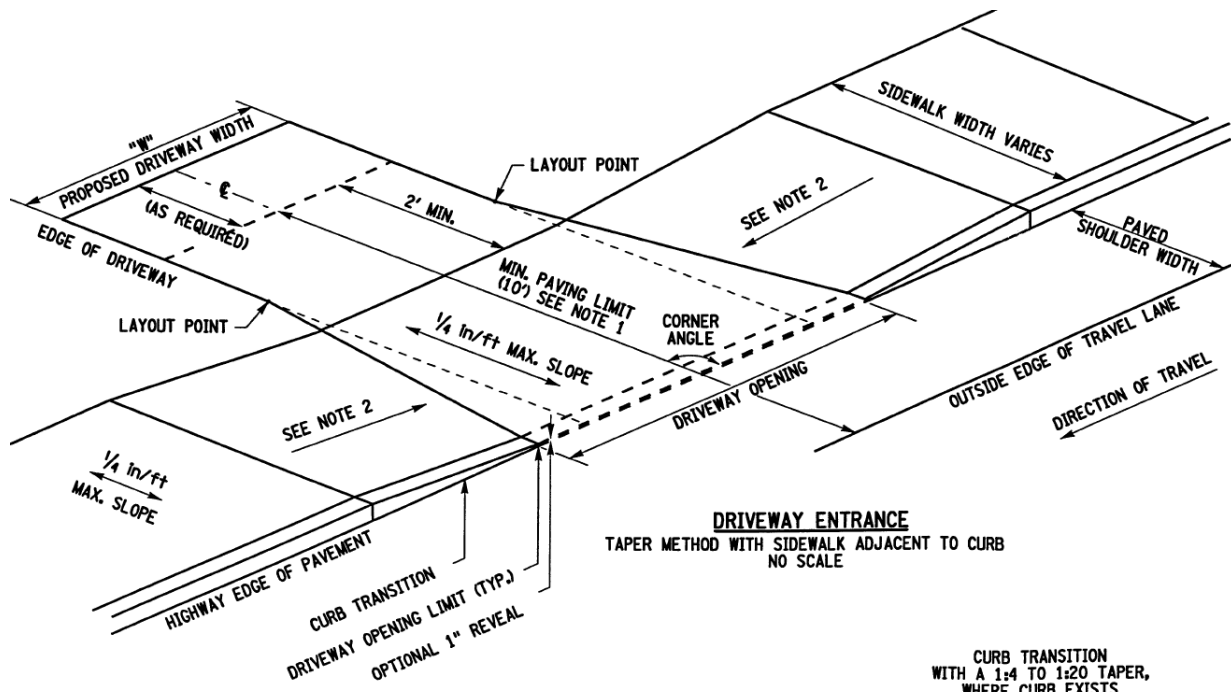 "W"
PROPOSED DRIVEWAY WIDTH
℄
(AS REQUIRED)
EDGE OF DRIVEWAY
LAYOUT POINT
2' MIN.
LAYOUT POINT
SIDEWALK WIDTH VARIES
SEE NOTE 2
PAVED
SHOULDER WIDTH
MIN. PAVING LIMIT
(10') SEE NOTE 1
1/4 in/ft MAX. SLOPE
CORNER
ANGLE
DRIVEWAY OPENING
OUTSIDE EDGE OF TRAVEL LANE
DIRECTION OF TRAVEL
SEE NOTE 2
1/4 in/ft
MAX. SLOPE
HIGHWAY EDGE OF PAVEMENT
CURB TRANSITION
DRIVEWAY OPENING LIMIT (TYP.)
OPTIONAL 1" REVEAL
DRIVEWAY ENTRANCE
TAPER METHOD WITH SIDEWALK ADJACENT TO CURB
NO SCALE
CURB TRANSITION
WITH A 1:4 TO 1:20 TAPER,
WHERE CURB EXISTS